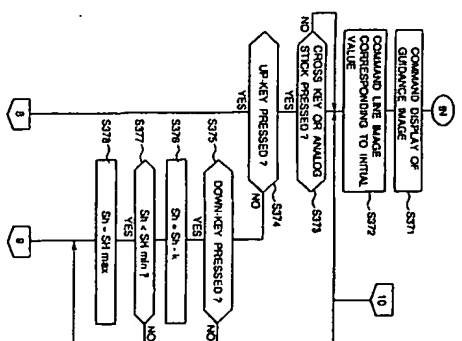 IN
COMMAND DISPLAY OF
GUIDANCE IMAGE
S371
COMMAND LINE IMAGE
CORRESPONDING TO INITIAL
VALUE
S372
10
CROSS KEY OR ANALOG
STICK PRESSED ?
S373
NO
YES
UP-KEY PRESSED ?
S374
YES
NO
DOWN-KEY PRESSED ?
S375
YES
NO
Sh = Sh - k
S376
Sh < SH min ?
S377
YES
NO
Sh = SH max
S378
8
9